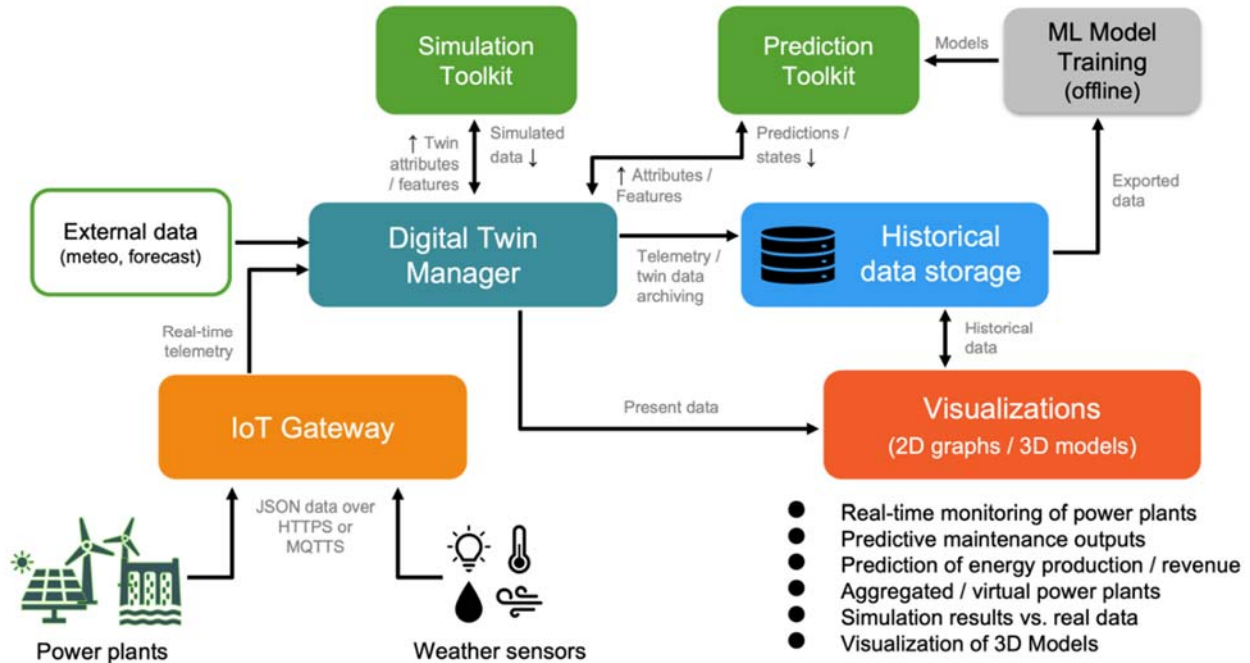 Simulation
Toolkit
Prediction
Toolkit
Models
ML Model
Training
(offline)
↑ Twin
attributes
/ features
Simulated
data ↓
Predictions /
states ↓
↑ Attributes /
Features
Exported
data
External data
(meteo, forecast)
Digital Twin
Manager
Telemetry /
twin data
archiving
Historical
data storage
Real-time
telemetry
Historical
data
IoT Gateway
Present data
Visualizations
(2D graphs / 3D models)
JSON data over
HTTPS or
MQTTS
Power plants
Weather sensors
● Real-time monitoring of power plants
● Predictive maintenance outputs
● Prediction of energy production / revenue
● Aggregated / virtual power plants
● Simulation results vs. real data
● Visualization of 3D Models